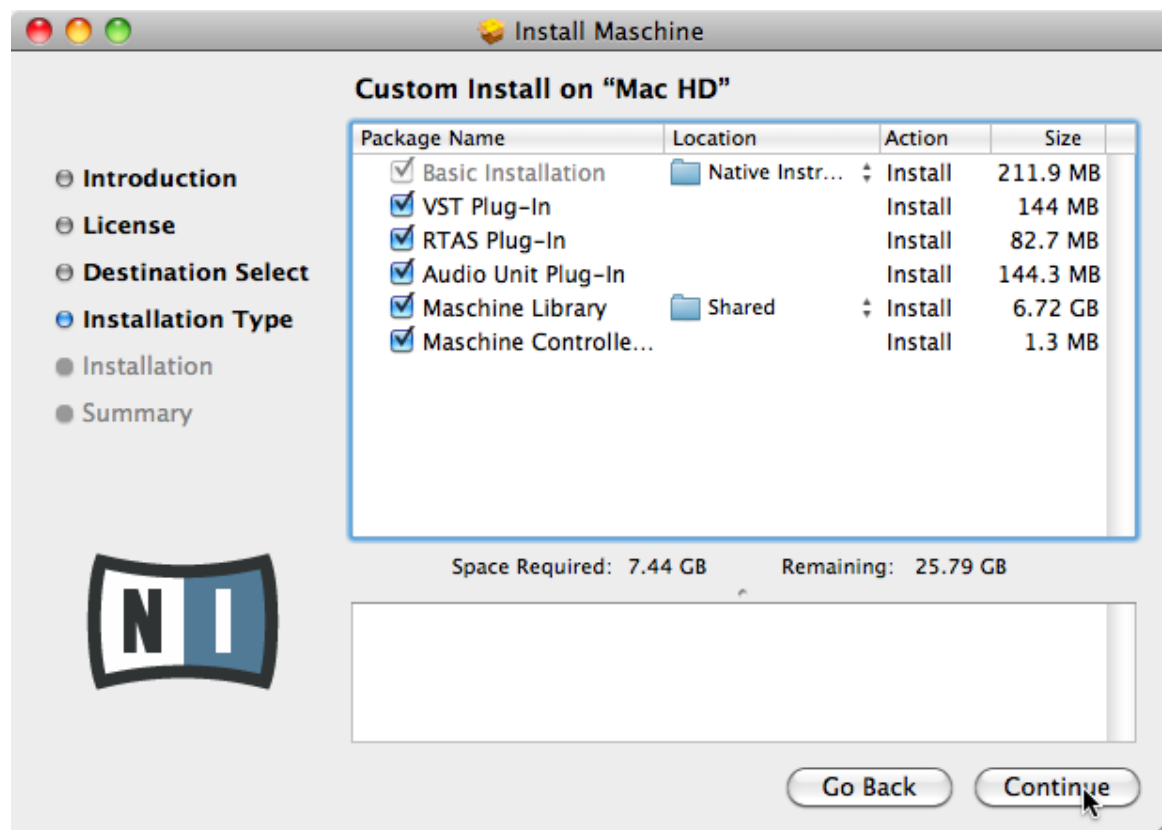 Install Maschine
Custom Install on “Mac HD”
Introduction
License
Destination Select
Installation Type
Installation
Summary
Package Name Location Action Size
Basic Installation Native Instr... Install 211.9 MB
VST Plug-In Install 144 MB
RTAS Plug-In Install 82.7 MB
Audio Unit Plug-In Install 144.3 MB
Maschine Library Shared Install 6.72 GB
Maschine Controlle... Install 1.3 MB
Space Required: 7.44 GB Remaining: 25.79 GB
NI
Go Back Continue